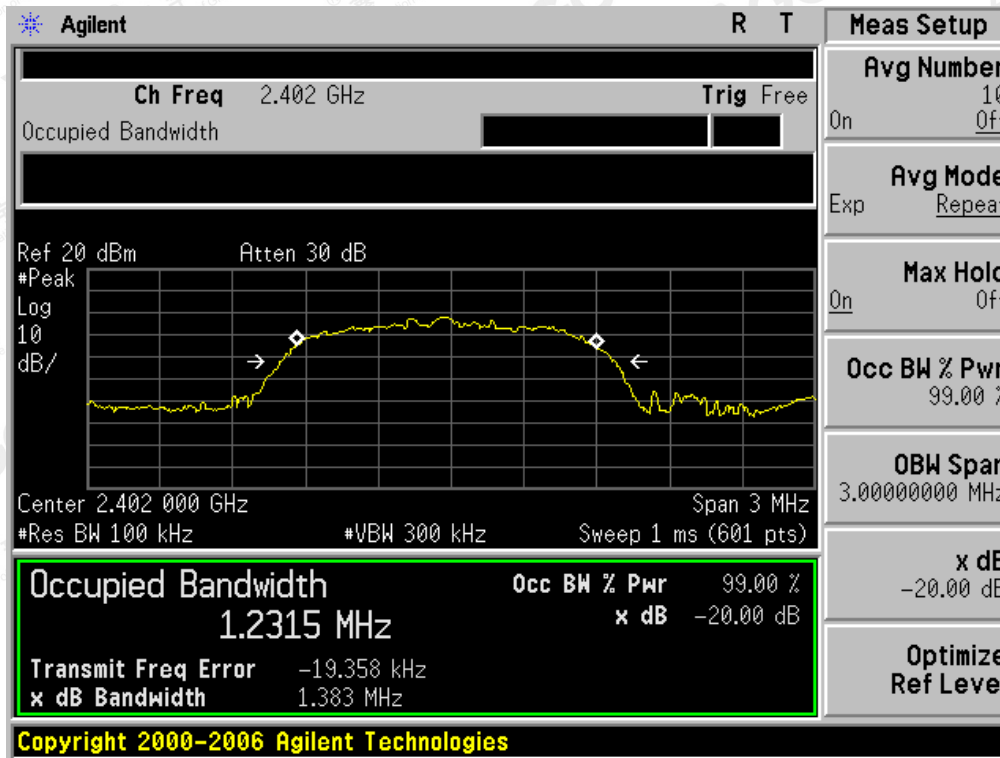 Agilent R T
Ch Freq 2.402 GHz Trig Free
Occupied Bandwidth
Ref 20 dBm Atten 30 dB
#Peak
Log
10
dB/
Center 2.402 000 GHz Span 3 MHz
#Res BW 100 kHz #VBW 300 kHz Sweep 1 ms (601 pts)
Occupied Bandwidth
1.2315 MHz
Occ BW % Pwr 99.00 %
x dB -20.00 dB
Transmit Freq Error -19.358 kHz
x dB Bandwidth 1.383 MHz
Copyright 2000-2006 Agilent Technologies
Meas Setup
Avg Number
10
On Off
Avg Mode
Exp Repeat
Max Hold
On Off
Occ BW % Pwr
99.00 %
OBW Span
3.00000000 MHz
x dB
-20.00 dB
Optimize
Ref Level